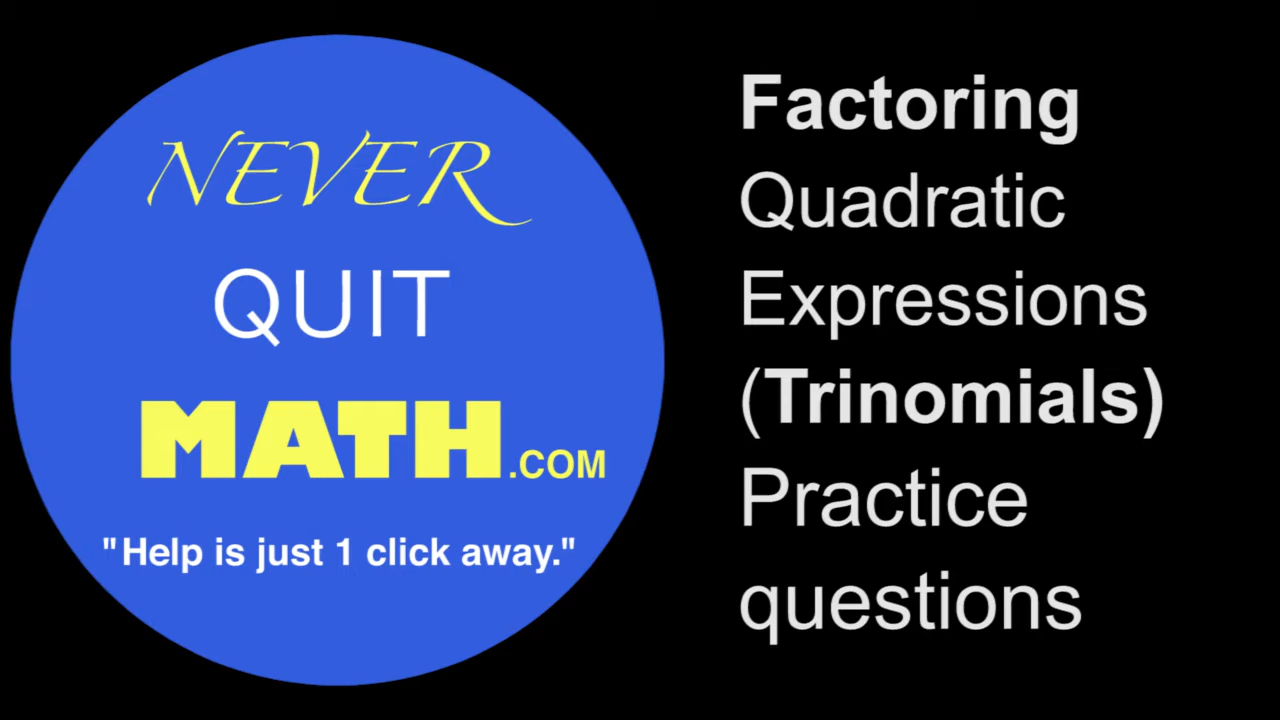 NEVER
QUIT
MATH.COM
"Help is just 1 click away."
Factoring
Quadratic
Expressions
(Trinomials)
Practice
questions